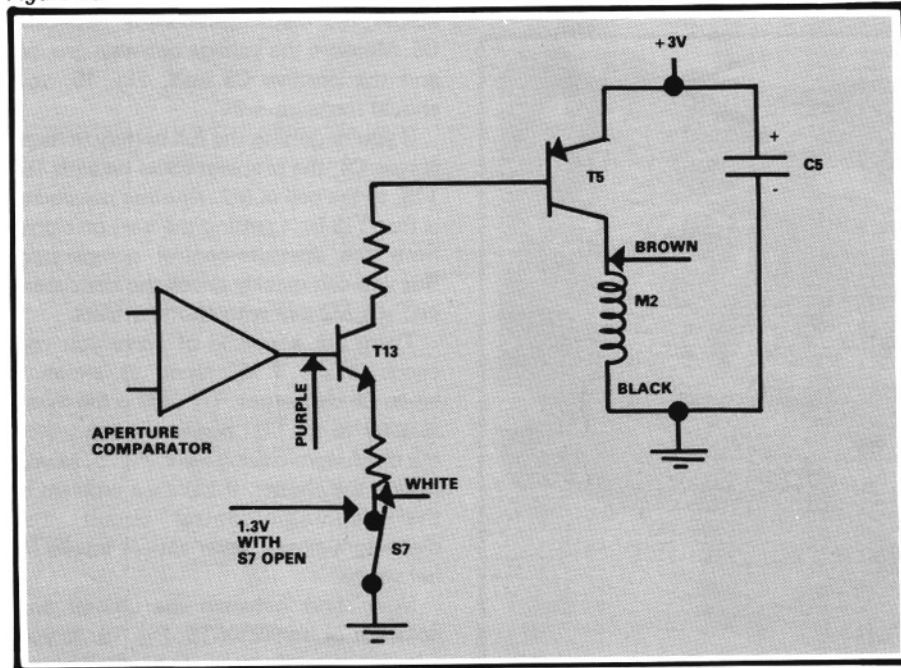 +3V
+
T5
C5
-
BROWN
M2
T13
BLACK
PURPLE
APERTURE
COMPARATOR
WHITE
1.3V
WITH
S7 OPEN
S7